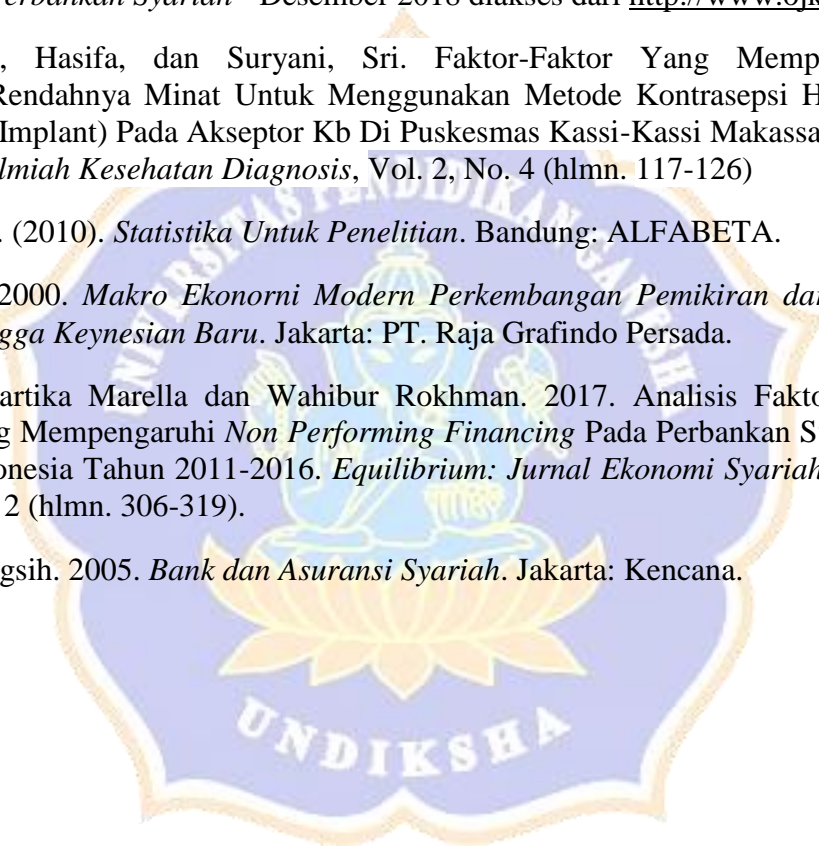 erbankan Syariah - Desember 2018 diakses dari http://www.ojk
, Hasifa, dan Suryani, Sri. Faktor-Faktor Yang Memp
Rendahnya Minat Untuk Menggunakan Metode Kontrasepsi H
Implant) Pada Akseptor Kb Di Puskesmas Kassi-Kassi Makassa
lmiah Kesehatan Diagnosis, Vol. 2, No. 4 (hlmn. 117-126)
. (2010). Statistika Untuk Penelitian. Bandung: ALFABETA.
2000. Makro Ekonorni Modern Perkembangan Pemikiran dar
gga Keynesian Baru. Jakarta: PT. Raja Grafindo Persada.
artika Marella dan Wahibur Rokhman. 2017. Analisis Fakto
g Mempengaruhi Non Performing Financing Pada Perbankan S
onesia Tahun 2011-2016. Equilibrium: Jurnal Ekonomi Syariah
2 (hlmn. 306-319).
gsih. 2005. Bank dan Asuransi Syariah. Jakarta: Kencana.
UNIVERSITAS PENDIDIKAN GANESHA
UNDIKSHA